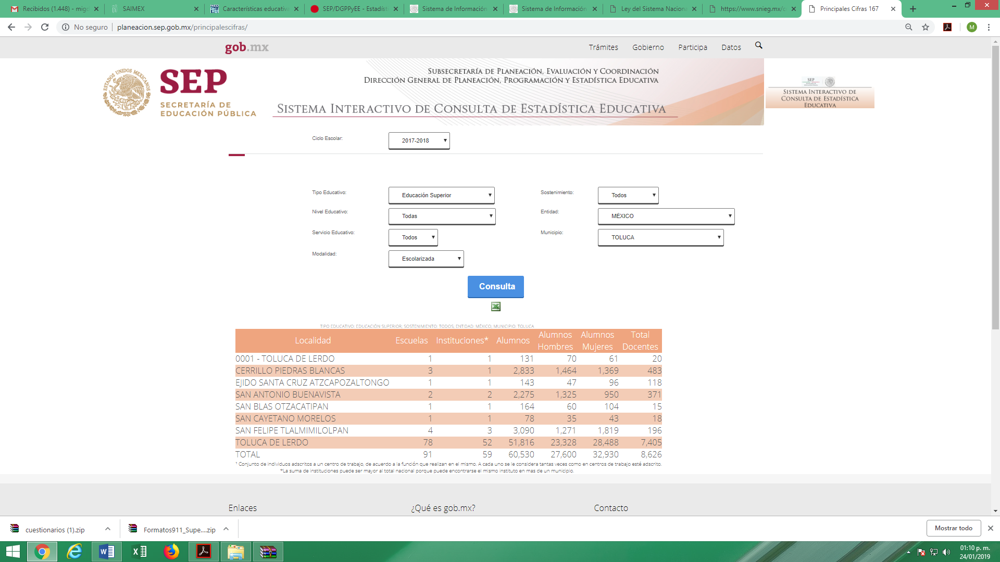 Recibidos (1.448) - migo
SAIMEX
Características educativa
SEP/DGPPyEE - Estadíst
Sistema de Información
Sistema de Información
Ley del Sistema Naciona
https://www.snieg.mx/c
Principales Cifras 167
No seguro
planeacion.sep.gob.mx/principalescifras/
M
gob.mx
Trámites Gobierno Participa Datos
ESTADOS UNIDOS MEXICANOS
SEP
SECRETARÍA DE
EDUCACIÓN PÚBLICA
SUBSECRETARÍA DE PLANEACIÓN, EVALUACIÓN Y COORDINACIÓN
DIRECCIÓN GENERAL DE PLANEACIÓN, PROGRAMACIÓN Y ESTADÍSTICA EDUCATIVA
SISTEMA INTERACTIVO DE CONSULTA DE ESTADÍSTICA EDUCATIVA
SEP
SISTEMA INTERACTIVO DE
CONSULTA DE ESTADÍSTICA
EDUCATIVA
Ciclo Escolar: 2017-2018
Tipo Educativo: Educación Superior Sostenimiento: Todos
Nivel Educativo: Todas Entidad: MÉXICO
Servicio Educativo: Todos Municipio: TOLUCA
Modalidad: Escolarizada
Consulta
TIPO EDUCATIVO: EDUCACIÓN SUPERIOR; SOSTENIMIENTO: TODOS; ENTIDAD: MÉXICO; MUNICIPIO: TOLUCA
Localidad Escuelas Instituciones* Alumnos Alumnos Hombres Alumnos Mujeres Total Docentes
0001 - TOLUCA DE LERDO 1 1 131 70 61 20
CERRILLO PIEDRAS BLANCAS 3 1 2,833 1,464 1,369 483
EJIDO SANTA CRUZ ATZCAPOZALTONGO 1 1 143 47 96 118
SAN ANTONIO BUENAVISTA 2 2 2,275 1,325 950 371
SAN BLAS OTZACATIPAN 1 1 164 60 104 15
SAN CAYETANO MORELOS 1 1 78 35 43 18
SAN FELIPE TLALMIMILOLPAN 4 3 3,090 1,271 1,819 196
TOLUCA DE LERDO 78 52 51,816 23,328 28,488 7,405
TOTAL 91 59 60,530 27,600 32,930 8,626
¹ Conjunto de individuos adscritos a un centro de trabajo, de acuerdo a la función que realizan en el mismo. A cada uno se le considera tantas veces como en centros de trabajo esté adscrito.
*La suma de instituciones puede ser mayor al total nacional porque puede encontrarse el mismo instituto en mas de un municipio.
Enlaces ¿Qué es gob.mx? Contacto
cuestionarios (1).zip
Formatos911_Supe....zip
Mostrar todo
01:10 p. m.
24/01/2019